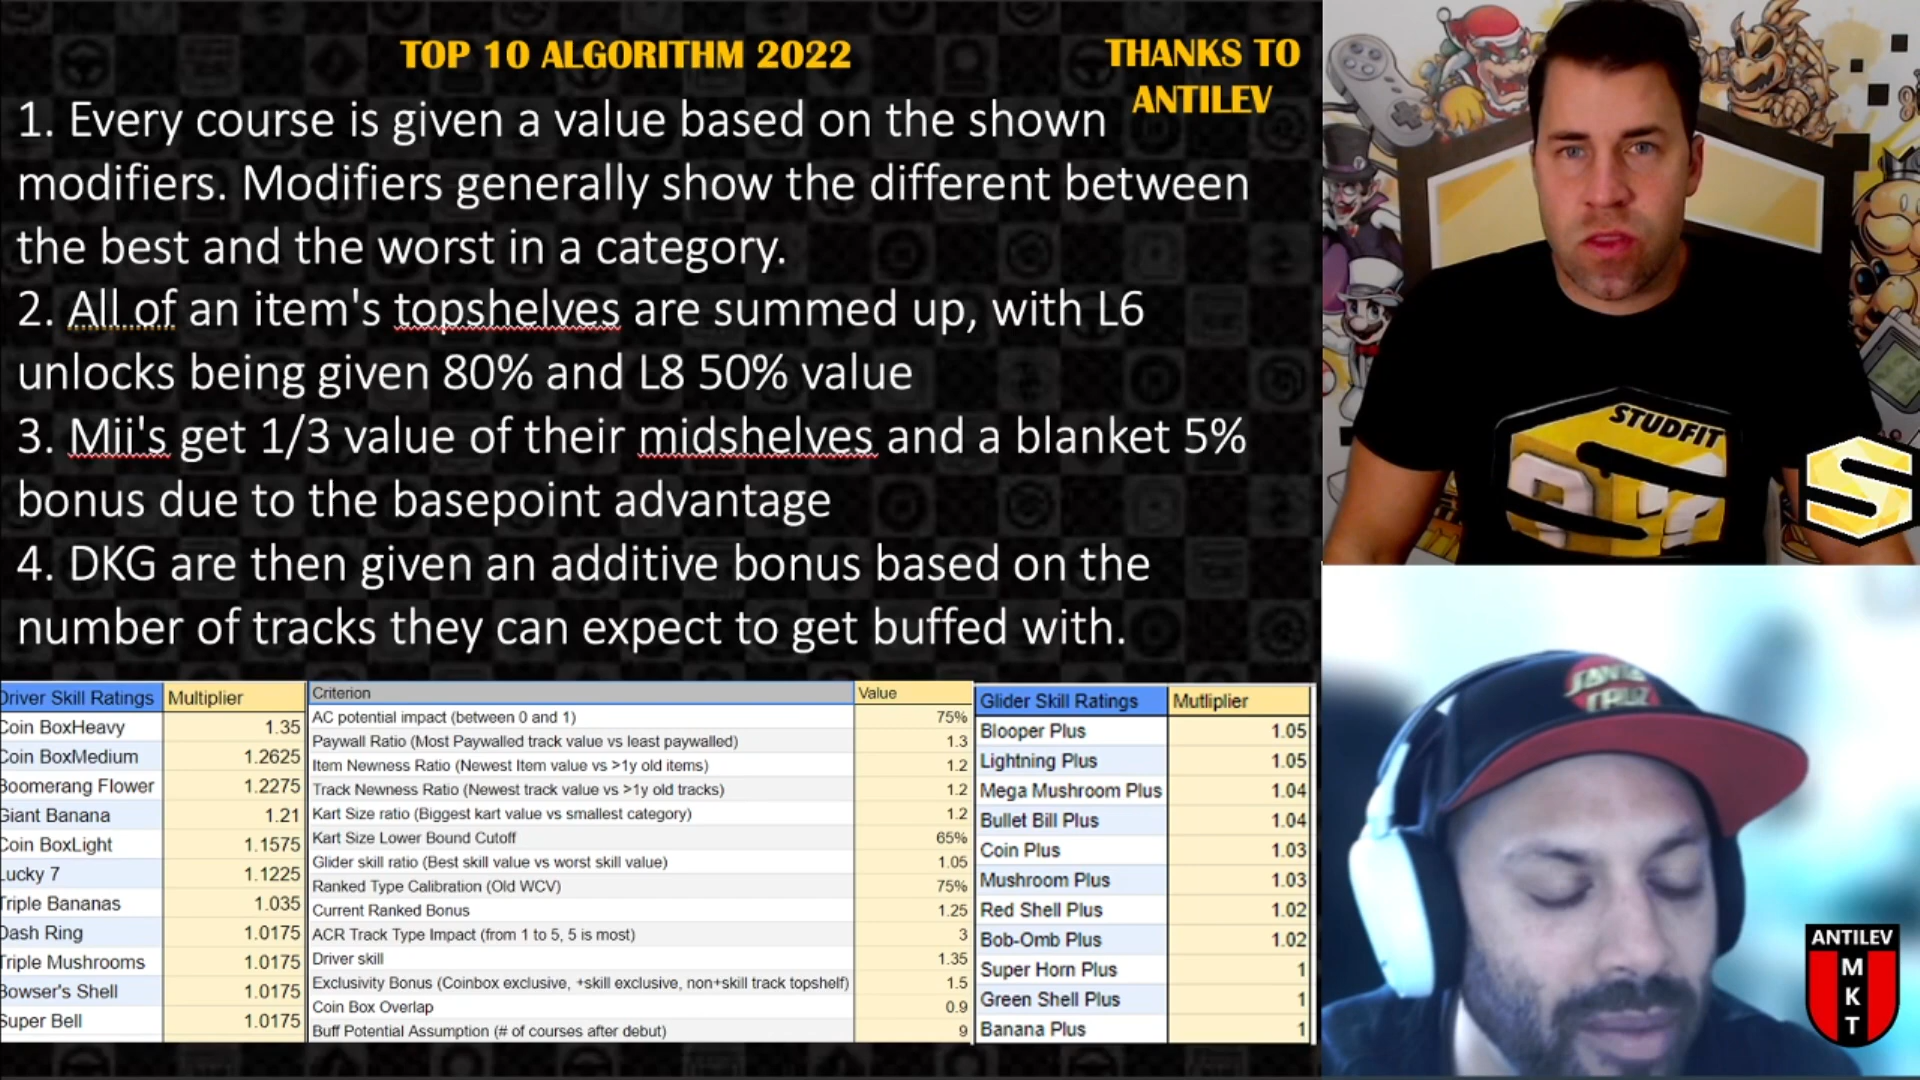 TOP 10 ALGORITHM 2022
THANKS TO
ANTILEV
1. Every course is given a value based on the shown
modifiers. Modifiers generally show the different between
the best and the worst in a category.
2. All of an item's topshelves are summed up, with L6
unlocks being given 80% and L8 50% value
3. Mii's get 1/3 value of their midshelves and a blanket 5%
bonus due to the basepoint advantage
4. DKG are then given an additive bonus based on the
number of tracks they can expect to get buffed with.
Driver Skill Ratings Multiplier
Coin BoxHeavy 1.35
Coin BoxMedium 1.2625
Boomerang Flower 1.2275
Giant Banana 1.21
Coin BoxLight 1.1575
Lucky 7 1.1225
Triple Bananas 1.035
Dash Ring 1.0175
Triple Mushrooms 1.0175
Bowser's Shell 1.0175
Super Bell 1.0175
Criterion Value
AC potential impact (between 0 and 1) 75%
Paywall Ratio (Most Paywalled track value vs least paywalled) 1.3
Item Newness Ratio (Newest Item value vs >1y old items) 1.2
Track Newness Ratio (Newest track value vs >1y old tracks) 1.2
Kart Size ratio (Biggest kart value vs smallest category) 1.2
Kart Size Lower Bound Cutoff 65%
Glider skill ratio (Best skill value vs worst skill value) 1.05
Ranked Type Calibration (Old WCV) 75%
Current Ranked Bonus 1.25
ACR Track Type Impact (from 1 to 5, 5 is most) 3
Driver skill 1.35
Exclusivity Bonus (Coinbox exclusive, +skill exclusive, non+skill track topshelf) 1.5
Coin Box Overlap 0.9
Buff Potential Assumption (# of courses after debut) 9
Glider Skill Ratings Mutliplier
Blooper Plus 1.05
Lightning Plus 1.05
Mega Mushroom Plus 1.04
Bullet Bill Plus 1.04
Coin Plus 1.03
Mushroom Plus 1.03
Red Shell Plus 1.02
Bob-Omb Plus 1.02
Super Horn Plus 1
Green Shell Plus 1
Banana Plus 1
STUDFIT
S
ANTILEV
M
K
T